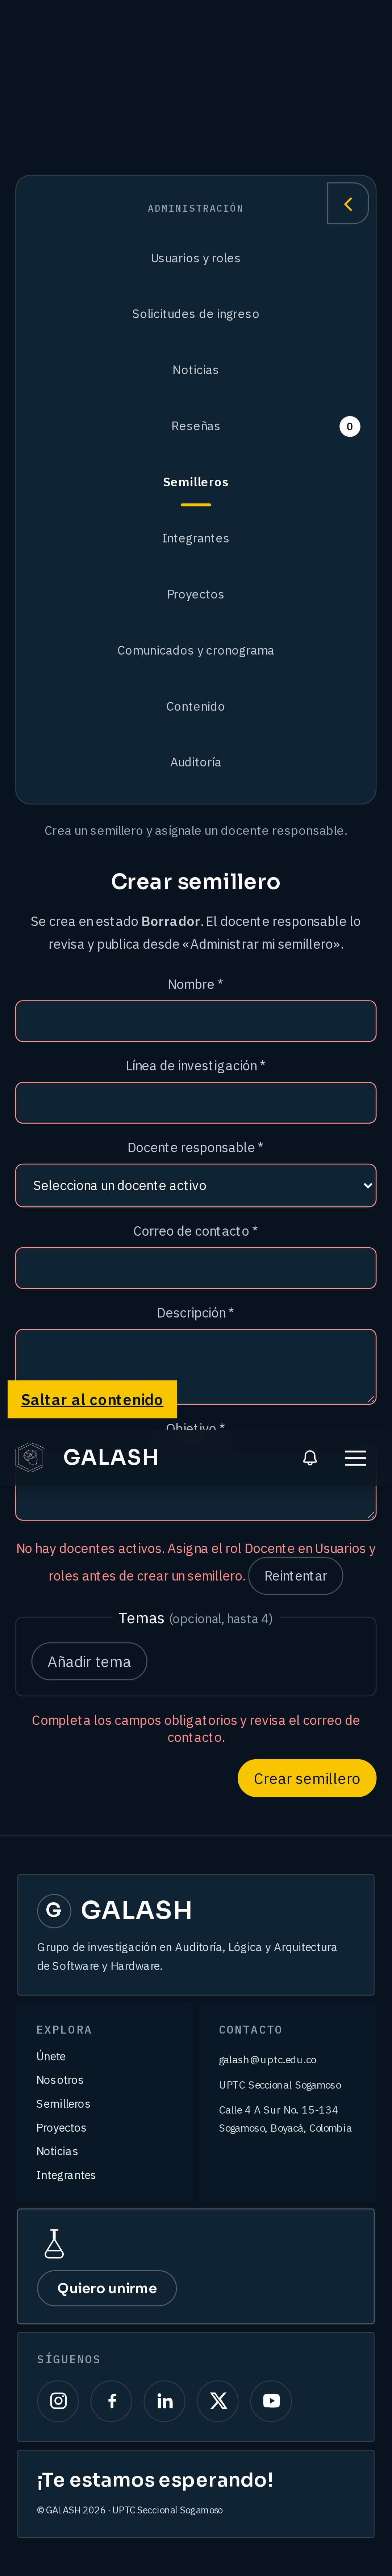 ADMINISTRACIÓN
Usuarios y roles
Solicitudes de ingreso
Noticias
Reseñas 0
Semilleros
Integrantes
Proyectos
Comunicados y cronograma
Contenido
Auditoría
Crea un semillero y asígnale un docente responsable.
Crear semillero
Se crea en estado Borrador. El docente responsable lo
revisa y publica desde «Administrar mi semillero».
Nombre *
Línea de investigación *
Docente responsable *
Selecciona un docente activo
Correo de contacto *
Descripción *
Saltar al contenido
Objetivo *
GALASH
No hay docentes activos. Asigna el rol Docente en Usuarios y
roles antes de crear un semillero. Reintentar
Temas (opcional, hasta 4)
Añadir tema
Completa los campos obligatorios y revisa el correo de
contacto.
Crear semillero
G GALASH
Grupo de investigación en Auditoría, Lógica y Arquitectura
de Software y Hardware.
EXPLORA
Únete
Nosotros
Semilleros
Proyectos
Noticias
Integrantes
CONTACTO
galash@uptc.edu.co
UPTC Seccional Sogamoso
Calle 4 A Sur No. 15-134
Sogamoso, Boyacá, Colombia
Quiero unirme
SÍGUENOS
¡Te estamos esperando!
© GALASH 2026 · UPTC Seccional Sogamoso